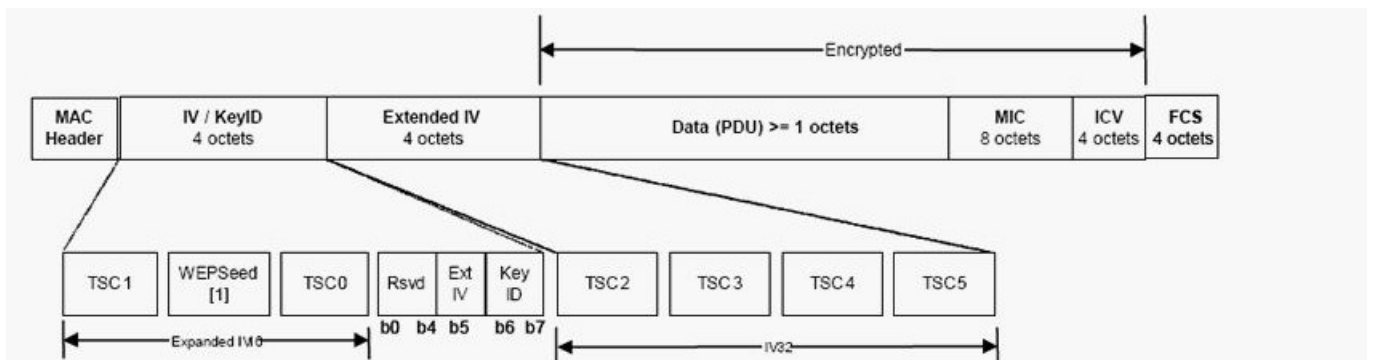 Encrypted
MAC
Header
IV / KeyID
4 octets
Extended IV
4 octets
Data (PDU) >= 1 octets
MIC
8 octets
ICV
4 octets
FCS
4 octets
TSC1
WEPSeed
[1]
TSC0
Rsvd
Ext
IV
Key
ID
TSC2
TSC3
TSC4
TSC5
b0 b4 b5 b6 b7
Expanded IV16
IV32